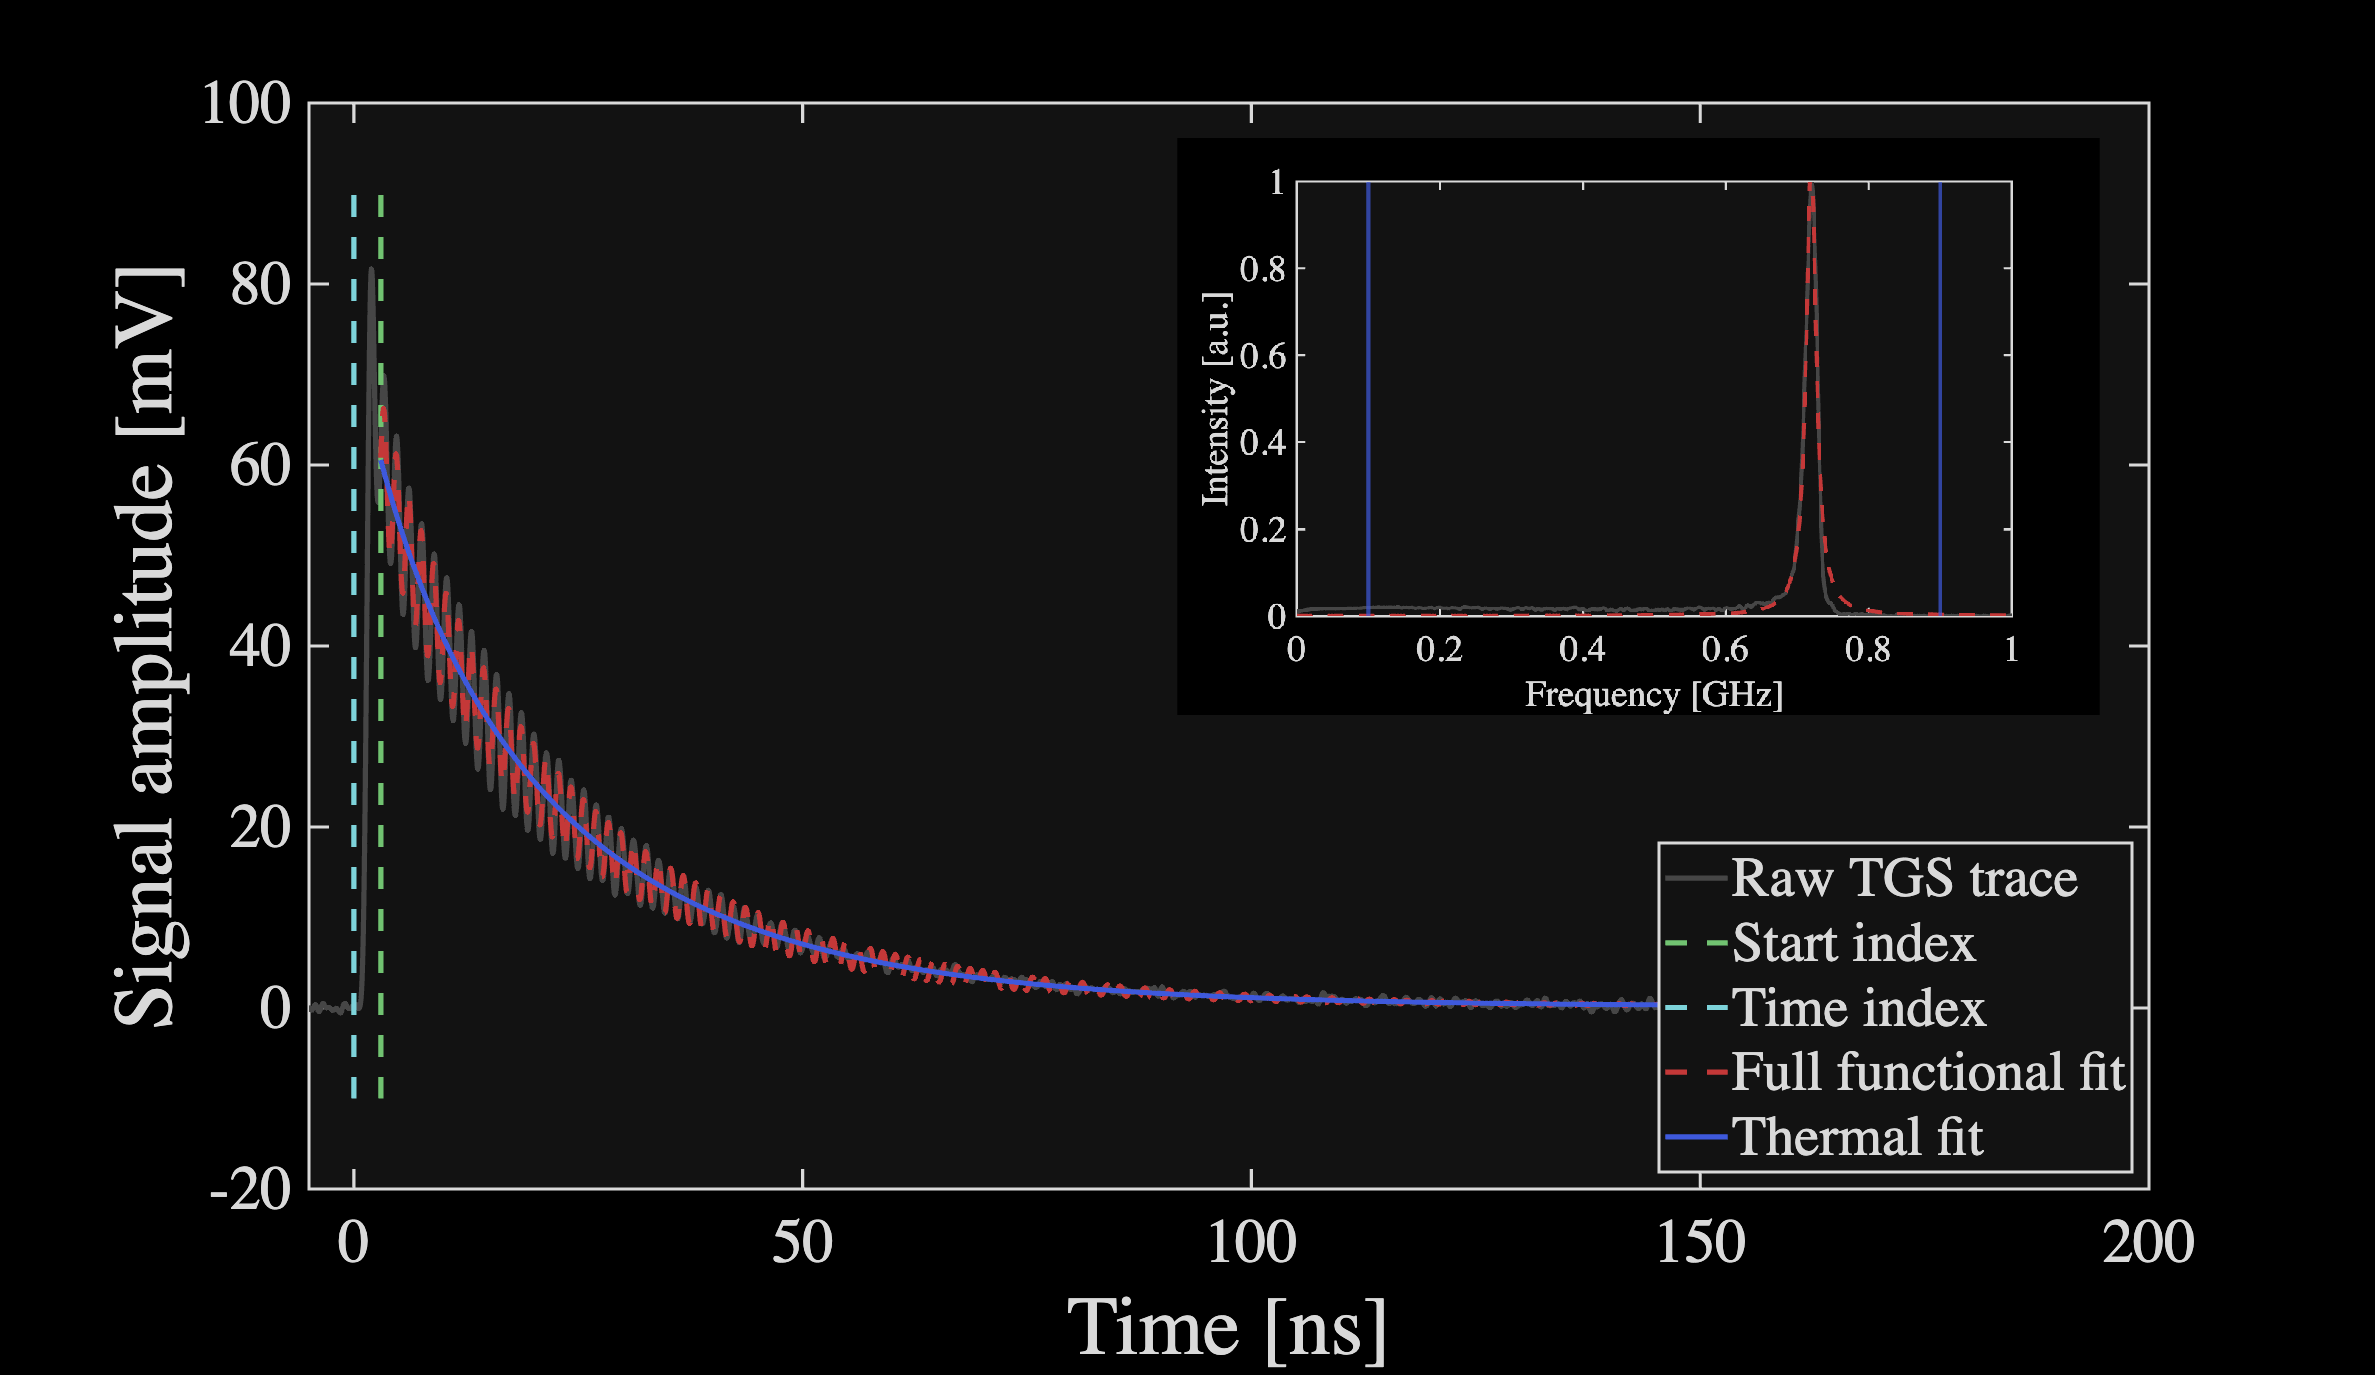 100
80
60
40
20
0
-20
Signal amplitude [mV]
0
50
100
150
200
Time [ns]
1
0.8
0.6
0.4
0.2
0
Intensity [a.u.]
0
0.2
0.4
0.6
0.8
1
Frequency [GHz]
Raw TGS trace
Start index
Time index
Full functional fit
Thermal fit